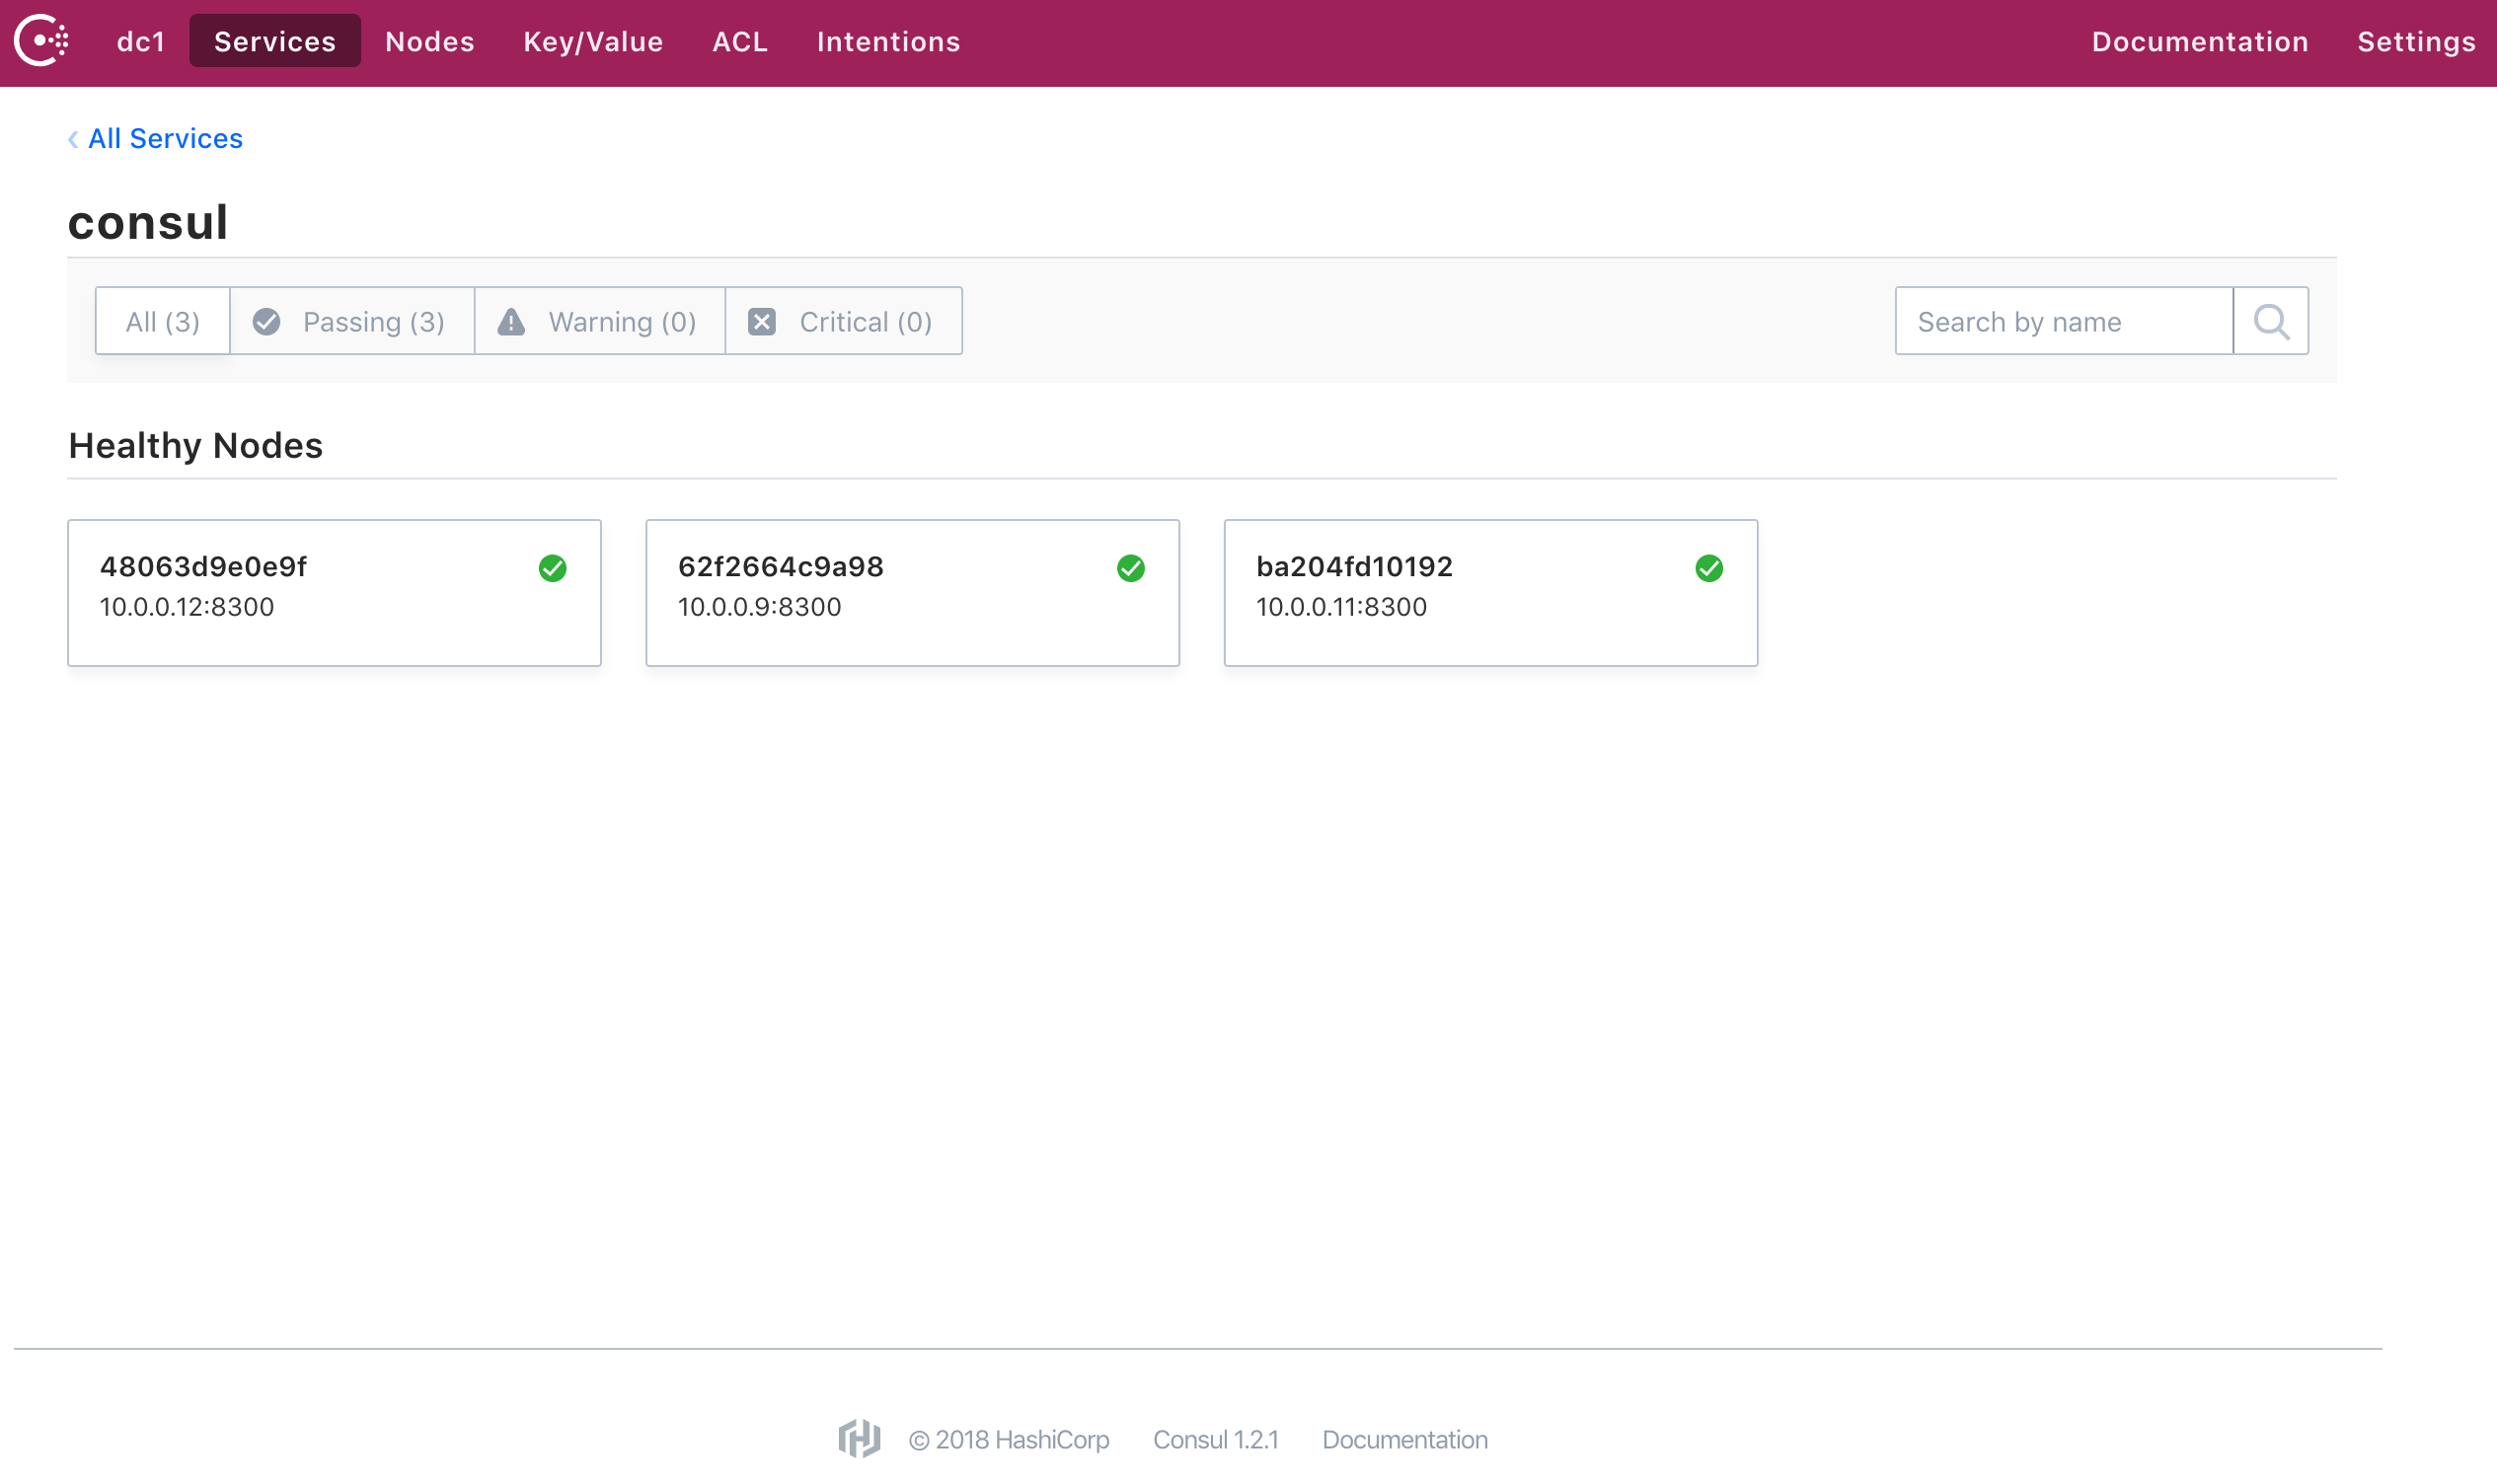 dc1 Services Nodes Key/Value ACL Intentions Documentation Settings
All Services
consul
All (3) Passing (3) Warning (0) Critical (0) Search by name
Healthy Nodes
48063d9e0e9f 62f2664c9a98 ba204fd10192
10.0.0.12:8300 10.0.0.9:8300 10.0.0.11:8300
© 2018 HashiCorp Consul 1.2.1 Documentation